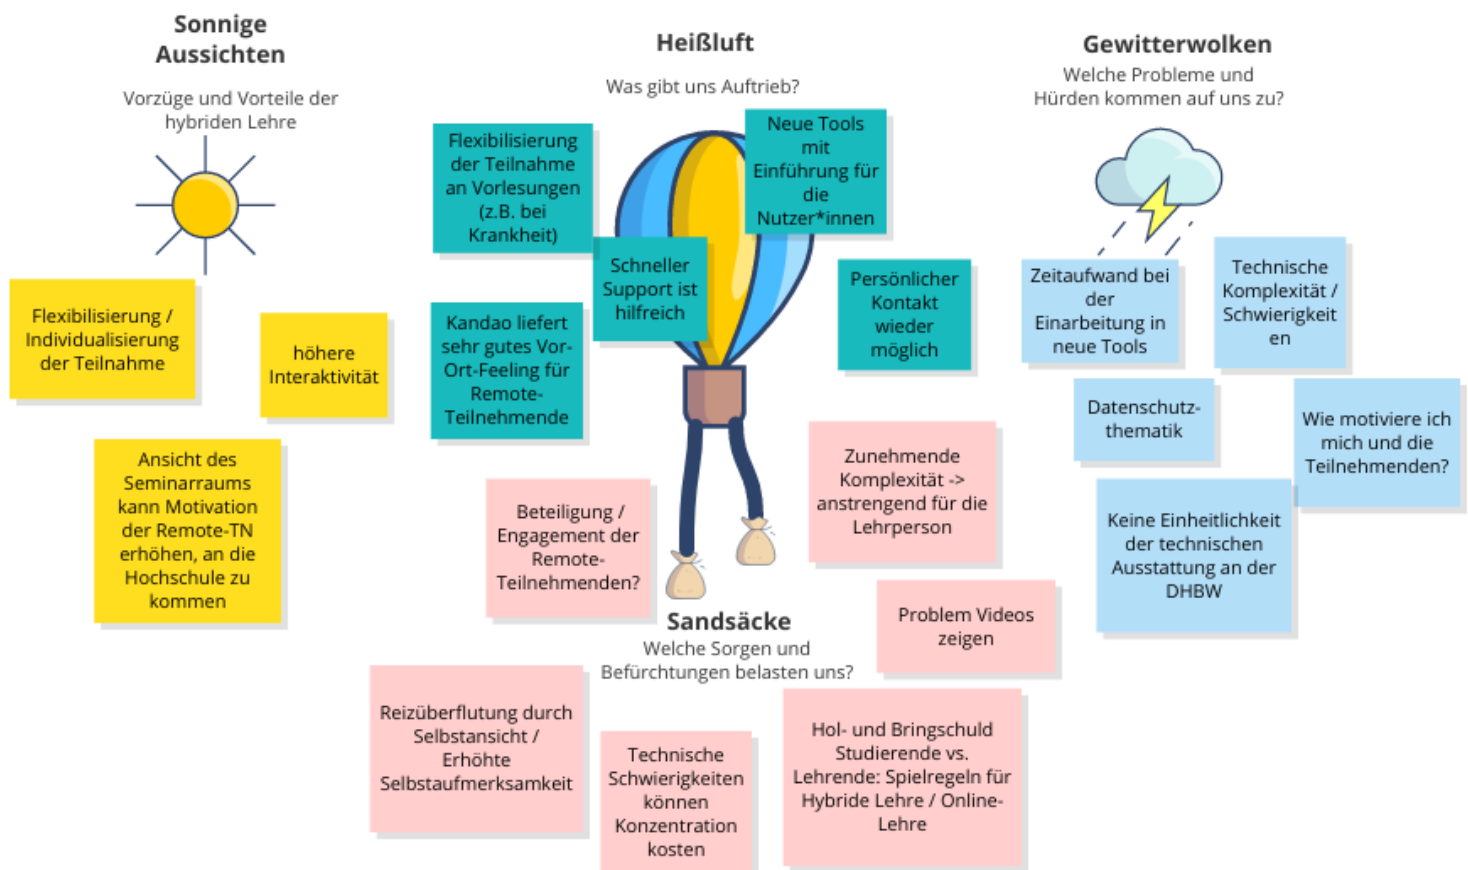 Sonnige
Aussichten
Vorzüge und Vorteile der
hybriden Lehre
Flexibilisierung /
Individualisierung
der Teilnahme
höhere
Interaktivität
Ansicht des
Seminarraums
kann Motivation
der Remote-TN
erhöhen, an die
Hochschule zu
kommen
Heißluft
Was gibt uns Auftrieb?
Flexibilisierung
der Teilnahme
an Vorlesungen
(z.B. bei
Krankheit)
Neue Tools
mit
Einführung für
die
Nutzer*innen
Schneller
Support ist
hilfreich
Persönlicher
Kontakt
wieder
möglich
Kandao liefert
sehr gutes Vor-
Ort-Feeling für
Remote-
Teilnehmende
Gewitterwolken
Welche Probleme und
Hürden kommen auf uns zu?
Zeitaufwand bei
der
Einarbeitung in
neue Tools
Technische
Komplexität /
Schwierigkeit
en
Datenschutz-
thematik
Wie motiviere ich
mich und die
Teilnehmenden?
Keine Einheitlichkeit
der technischen
Ausstattung an der
DHBW
Sandsäcke
Welche Sorgen und
Befürchtungen belasten uns?
Beteiligung /
Engagement der
Remote-
Teilnehmenden?
Zunehmende
Komplexität ->
anstrengend für die
Lehrperson
Problem Videos
zeigen
Reizüberflutung durch
Selbstansicht /
Erhöhte
Selbstaufmerksamkeit
Technische
Schwierigkeiten
können
Konzentration
kosten
Hol- und Bringschuld
Studierende vs.
Lehrende: Spielregeln für
Hybride Lehre / Online-
Lehre